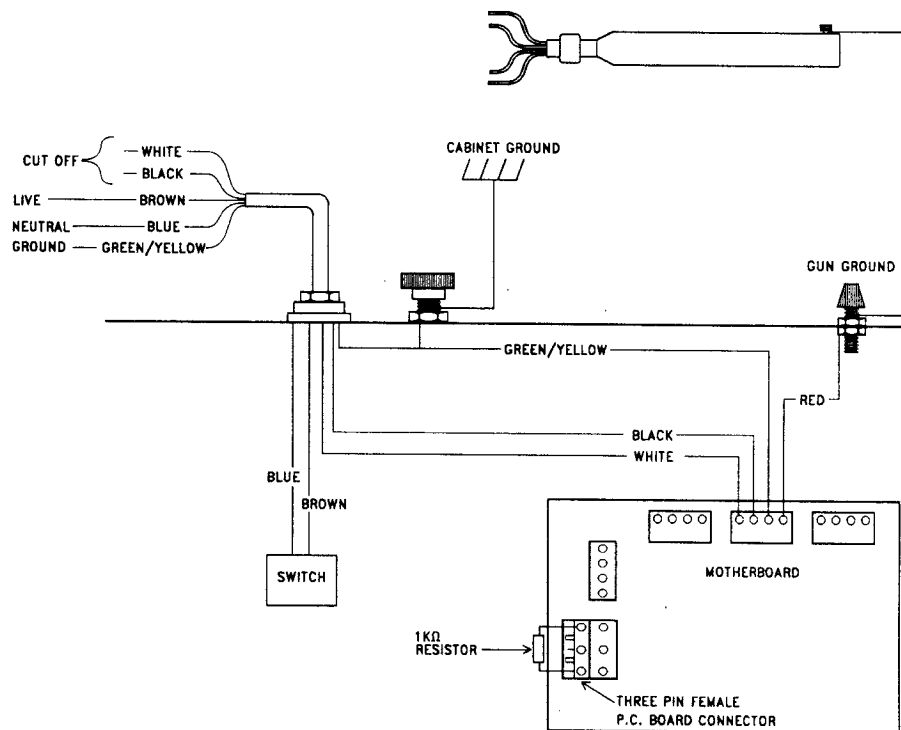 CABINET GROUND
CUT OFF
WHITE
BLACK
LIVE BROWN
NEUTRAL BLUE
GROUND GREEN/YELLOW
GUN GROUND
GREEN/YELLOW
RED
BLACK
WHITE
BLUE
BROWN
SWITCH
MOTHERBOARD
1KΩ
RESISTOR
THREE PIN FEMALE
P.C. BOARD CONNECTOR